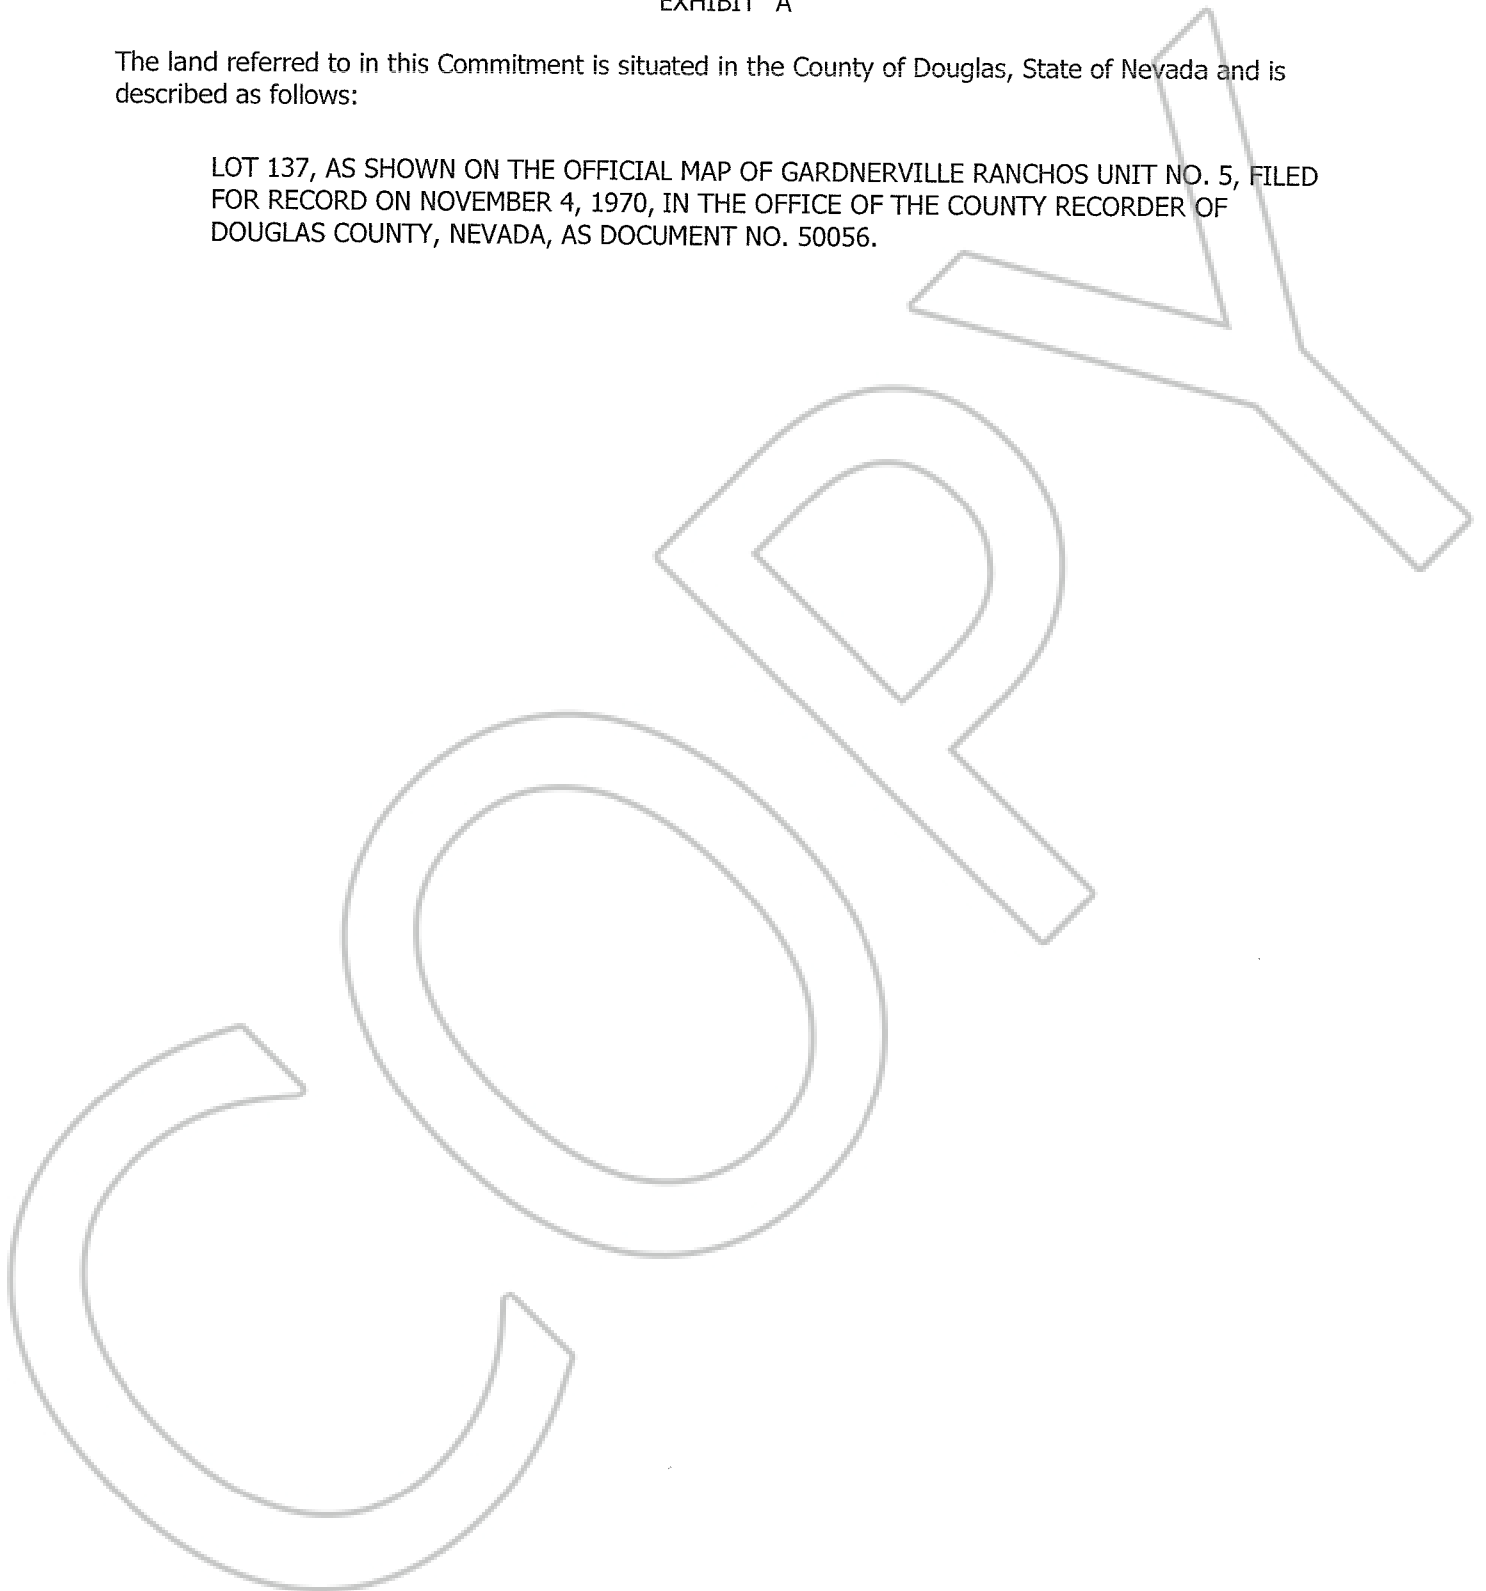 EXHIBIT "A"
The land referred to in this Commitment is situated in the County of Douglas, State of Nevada and is
described as follows:
LOT 137, AS SHOWN ON THE OFFICIAL MAP OF GARDNERVILLE RANCHOS UNIT NO. 5, FILED
FOR RECORD ON NOVEMBER 4, 1970, IN THE OFFICE OF THE COUNTY RECORDER OF
DOUGLAS COUNTY, NEVADA, AS DOCUMENT NO. 50056.
COPY